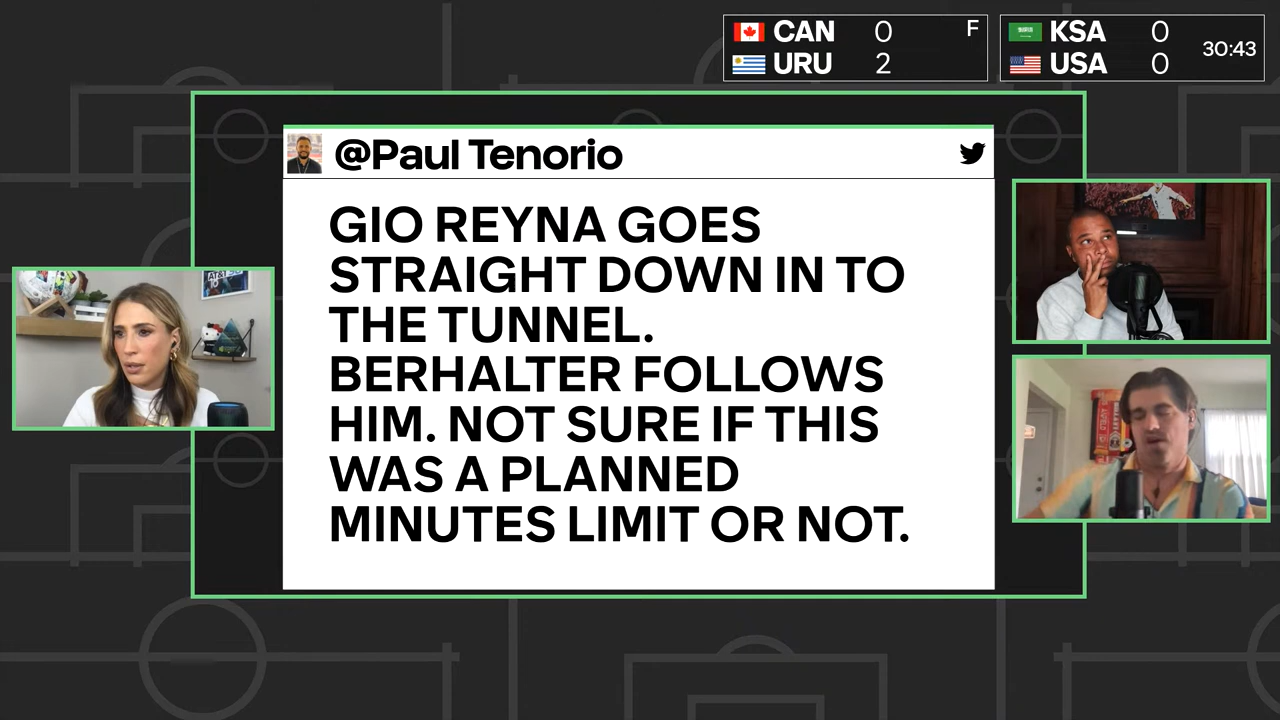 CAN 0 F
URU 2
KSA 0
USA 0
30:43
@Paul Tenorio
GIO REYNA GOES
STRAIGHT DOWN IN TO
THE TUNNEL.
BERHALTER FOLLOWS
HIM. NOT SURE IF THIS
WAS A PLANNED
MINUTES LIMIT OR NOT.
AT&T